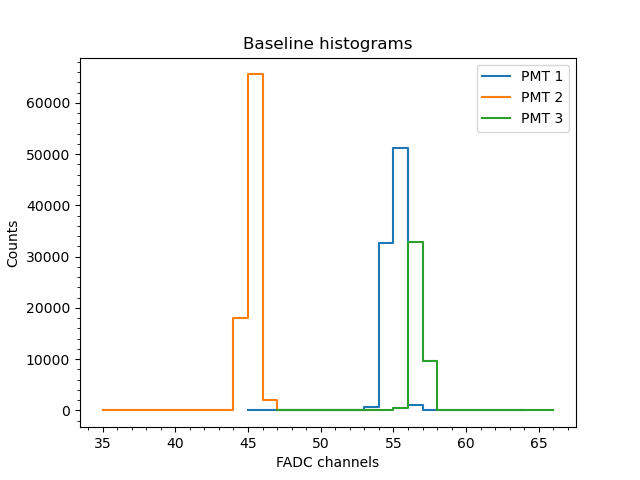 Baseline histograms
PMT 1
PMT 2
PMT 3
60000
50000
40000
30000
20000
10000
0
Counts
35 40 45 50 55 60 65
FADC channels